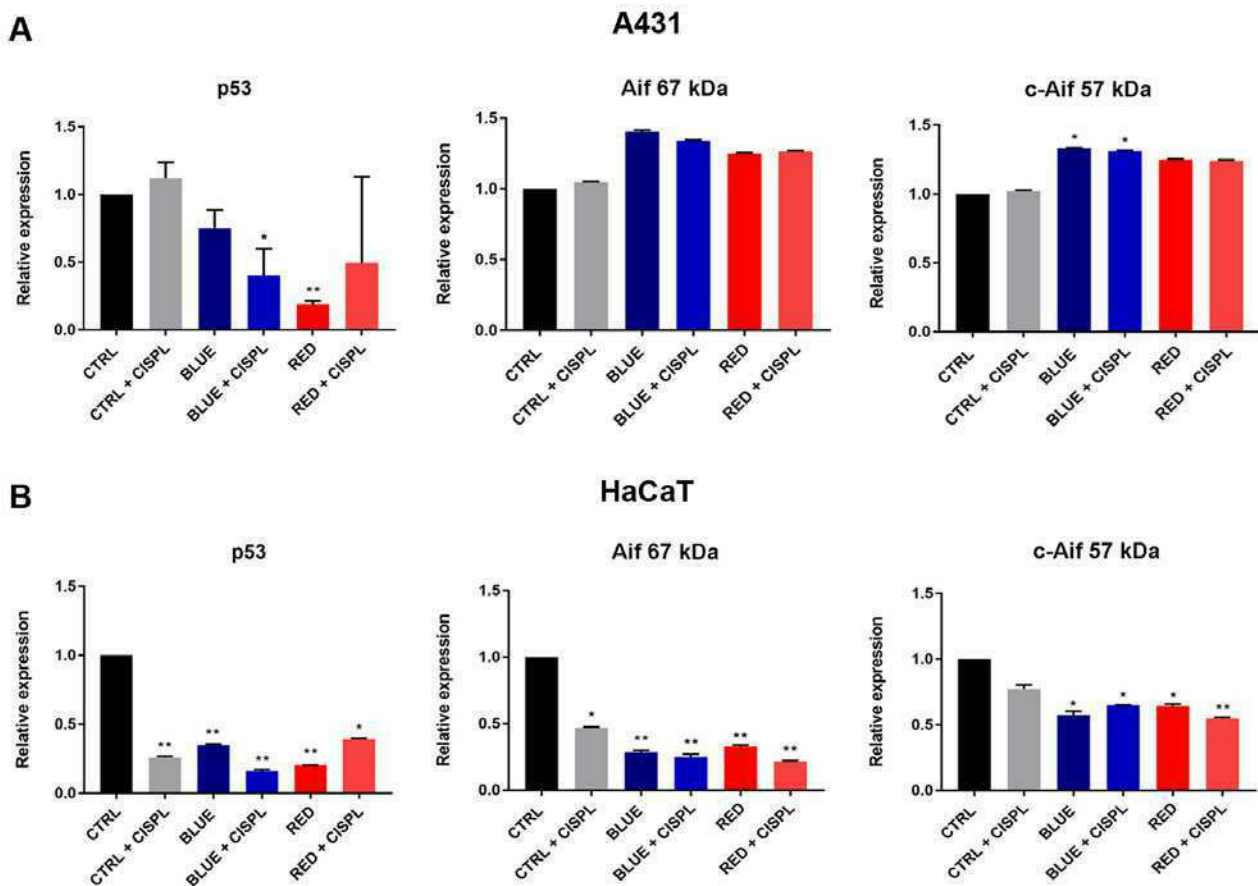 A
A431
p53
Aif 67 kDa
c-Aif 57 kDa
Relative expression
1.5
1.0
0.5
0.0
*
**
CTRL
CTRL + CISPL
BLUE
BLUE + CISPL
RED
RED + CISPL
Relative expression
1.5
1.0
0.5
0.0
CTRL
CTRL + CISPL
BLUE
BLUE + CISPL
RED
RED + CISPL
Relative expression
1.5
1.0
0.5
0.0
*
*
CTRL
CTRL + CISPL
BLUE
BLUE + CISPL
RED
RED + CISPL
B
HaCaT
p53
Aif 67 kDa
c-Aif 57 kDa
Relative expression
1.5
1.0
0.5
0.0
**
**
**
**
*
CTRL
CTRL + CISPL
BLUE
BLUE + CISPL
RED
RED + CISPL
Relative expression
1.5
1.0
0.5
0.0
*
**
**
**
**
CTRL
CTRL + CISPL
BLUE
BLUE + CISPL
RED
RED + CISPL
Relative expression
1.5
1.0
0.5
0.0
*
*
*
**
CTRL
CTRL + CISPL
BLUE
BLUE + CISPL
RED
RED + CISPL